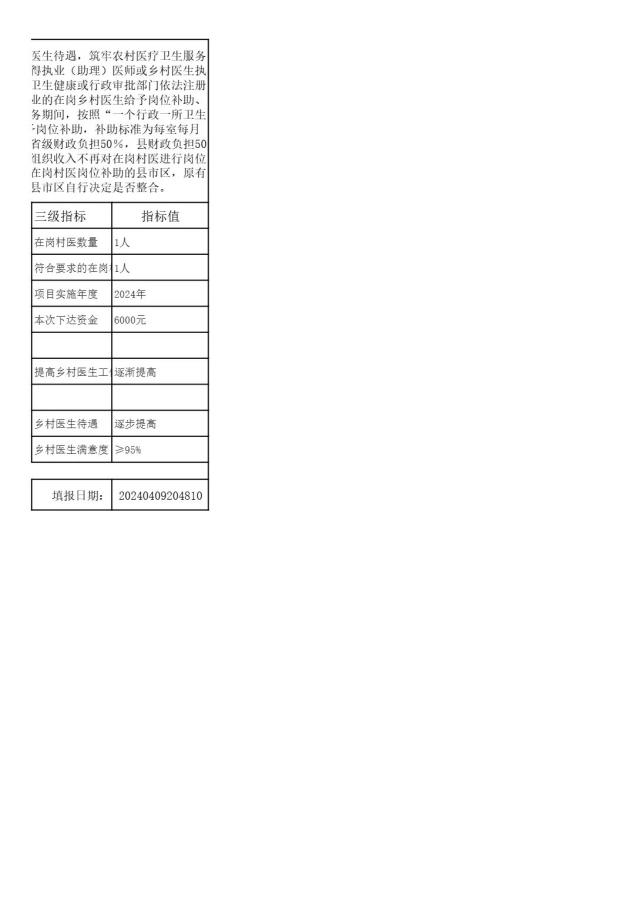 医生待遇，筑牢农村医疗卫生服务
得执业（助理）医师或乡村医生执
卫生健康或行政审批部门依法注册
业的在岗乡村医生给予岗位补助、
务期间，按照“一个行政一所卫生
岗位补助，补助标准为每室每月
省级财政负担50%，县财政负担50
组织收入不再对在岗村医进行岗位
在岗村医岗位补助的县市区，原有
县市区自行决定是否整合。
三级指标 指标值
在岗村医数量 1人
符合要求的在岗 1人
项目实施年度 2024年
本次下达资金 6000元
提高乡村医生工 逐渐提高
乡村医生待遇 逐步提高
乡村医生满意度 ≥95%
填报日期： 20240409204810